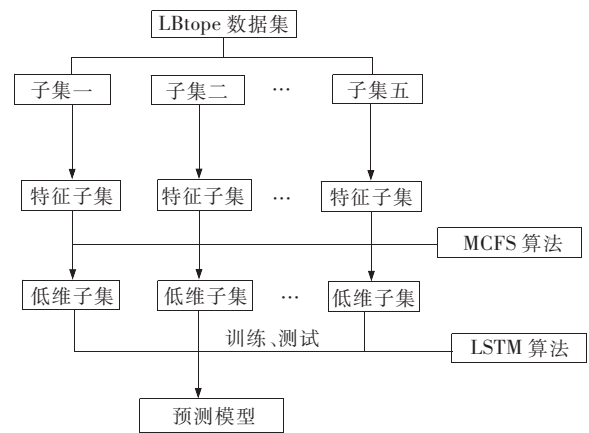 LBtope 数据集
子集一 子集二 … 子集五
特征子集 特征子集 … 特征子集
MCFS 算法
低维子集 低维子集 … 低维子集
训练、测试
LSTM 算法
预测模型